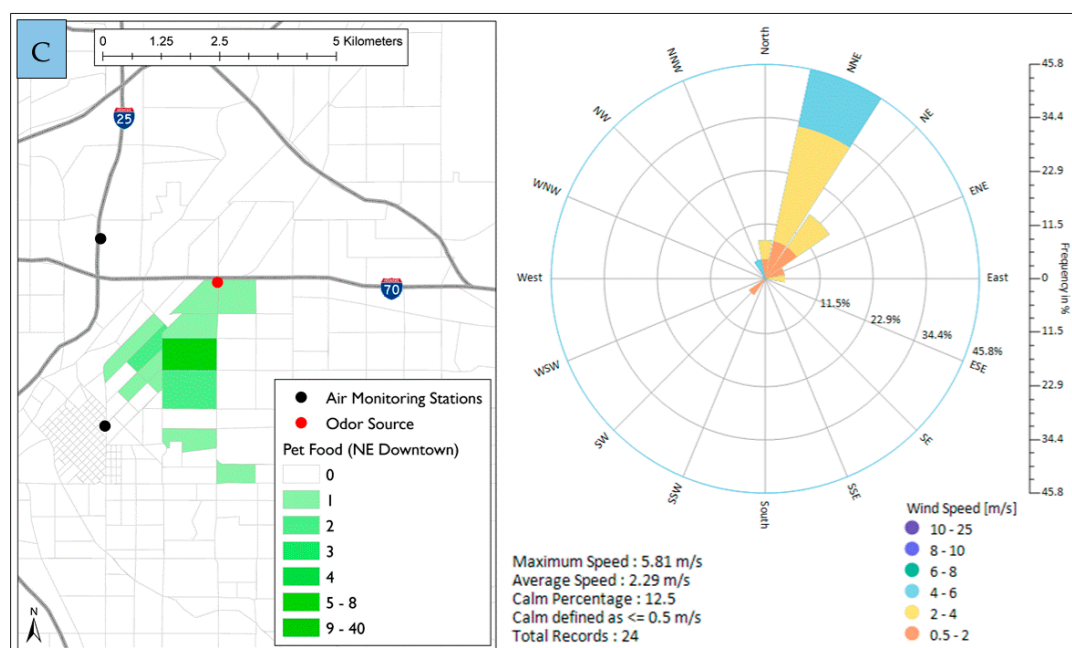 C
0 1.25 2.5 5 Kilometers
25
70
Air Monitoring Stations
Odor Source
Pet Food (NE Downtown)
0
1
2
3
4
5 - 8
9 - 40
N
North
NNE
NE
ENE
East
ESE
SE
SSE
South
SSW
SW
WSW
West
WNW
NW
NNW
11.5%
22.9%
34.4%
45.8%
45.8
34.4
22.9
11.5
0
11.5
22.9
34.4
45.8
Frequency in %
Wind Speed [m/s]
10 - 25
8 - 10
6 - 8
4 - 6
2 - 4
0.5 - 2
Maximum Speed : 5.81 m/s
Average Speed : 2.29 m/s
Calm Percentage : 12.5
Calm defined as <= 0.5 m/s
Total Records : 24